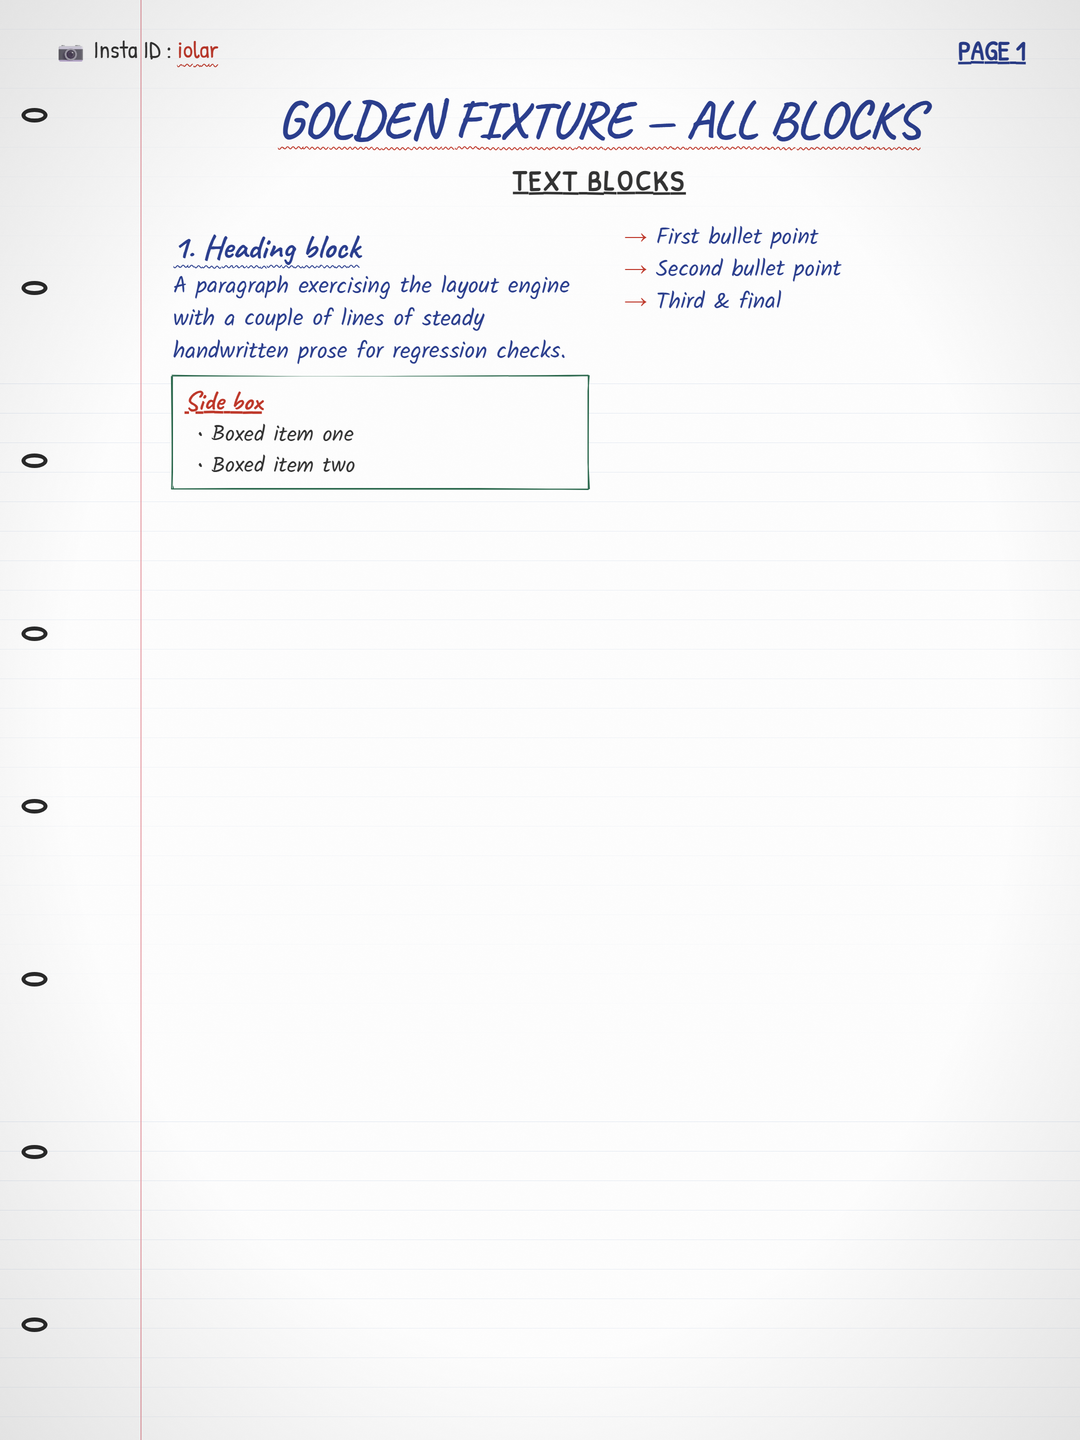 📷 Insta ID : iolar
PAGE 1
GOLDEN FIXTURE – ALL BLOCKS
TEXT BLOCKS
1. Heading block
A paragraph exercising the layout engine
with a couple of lines of steady
handwritten prose for regression checks.
Side box
· Boxed item one
· Boxed item two
→ First bullet point
→ Second bullet point
→ Third & final